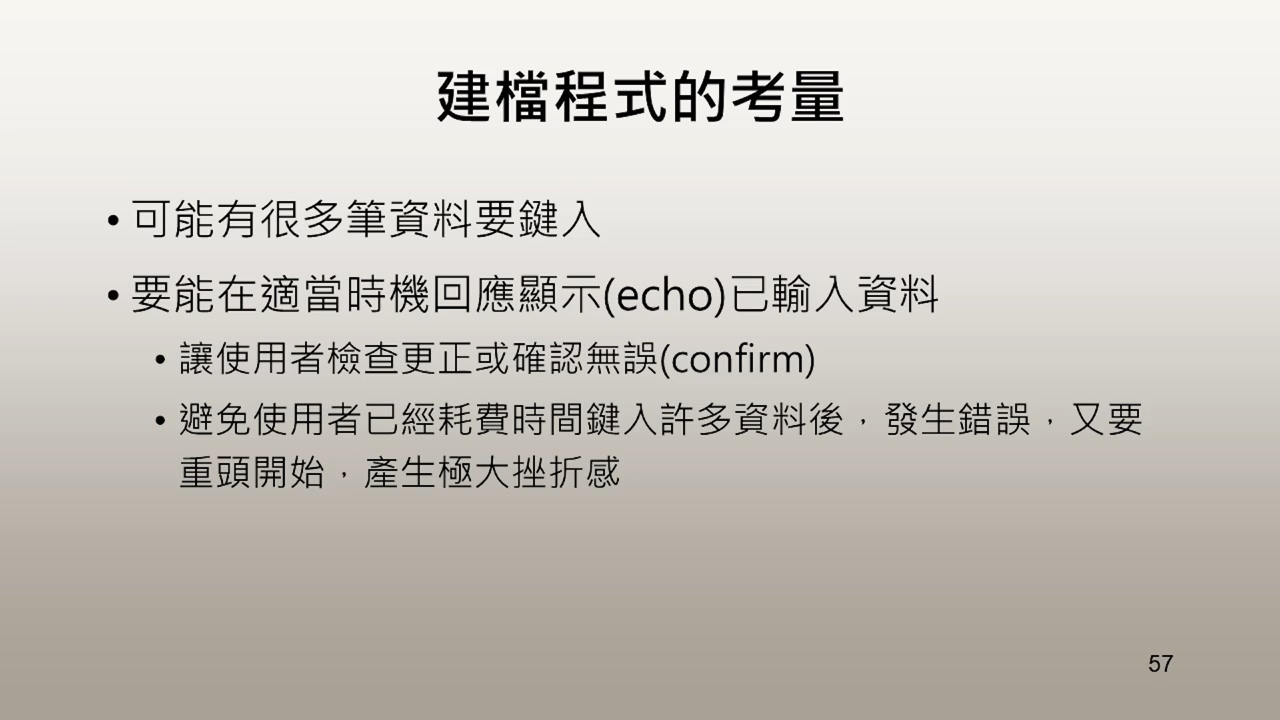 建檔程式的考量
• 可能有很多筆資料要鍵入
• 要能在適當時機回應顯示(echo)已輸入資料
• 讓使用者檢查更正或確認無誤(confirm)
• 避免使用者已經耗費時間鍵入許多資料後，發生錯誤，又要
重頭開始，產生極大挫折感
57